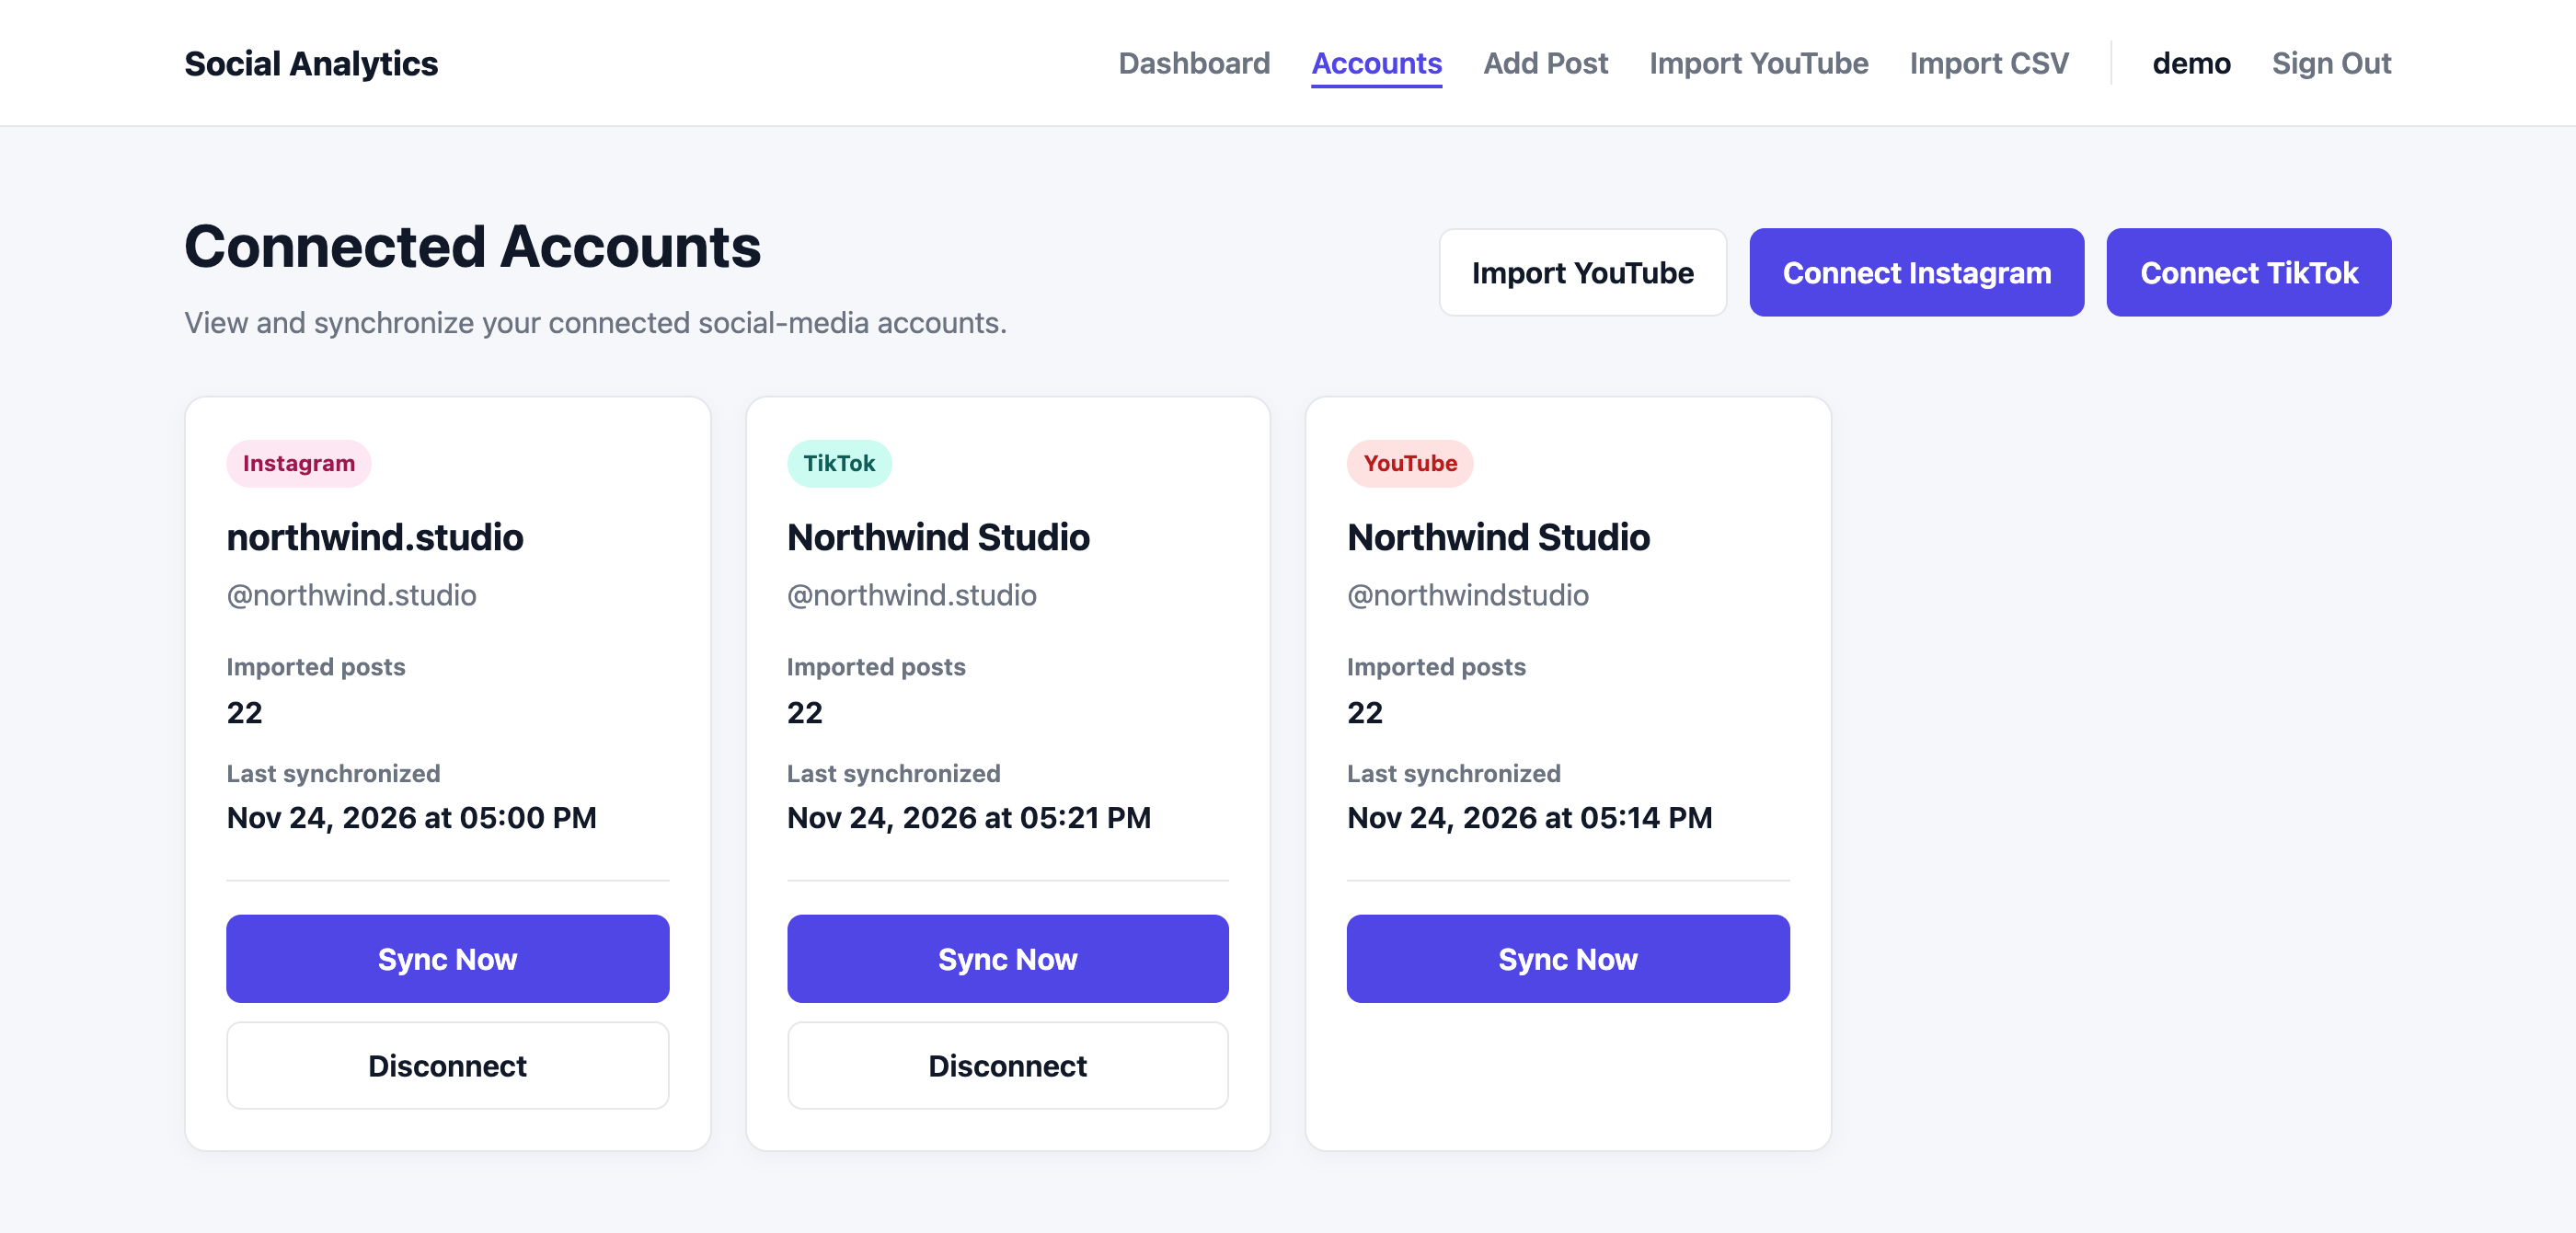 Social Analytics
Dashboard Accounts Add Post Import YouTube Import CSV demo Sign Out
Connected Accounts
View and synchronize your connected social-media accounts.
Import YouTube Connect Instagram Connect TikTok
Instagram
northwind.studio
@northwind.studio
Imported posts
22
Last synchronized
Nov 24, 2026 at 05:00 PM
Sync Now
Disconnect
TikTok
Northwind Studio
@northwind.studio
Imported posts
22
Last synchronized
Nov 24, 2026 at 05:21 PM
Sync Now
Disconnect
YouTube
Northwind Studio
@northwindstudio
Imported posts
22
Last synchronized
Nov 24, 2026 at 05:14 PM
Sync Now